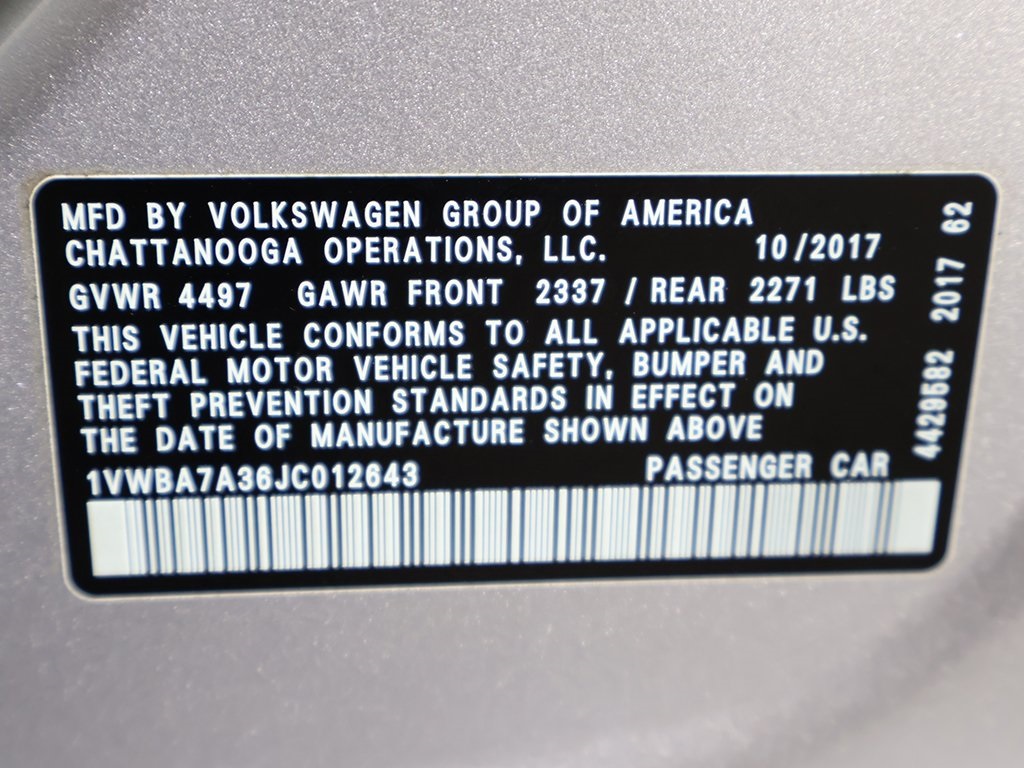 MFD BY VOLKSWAGEN GROUP OF AMERICA
CHATTANOOGA OPERATIONS, LLC. 10/2017
GVWR 4497 GAWR FRONT 2337 / REAR 2271 LBS
THIS VEHICLE CONFORMS TO ALL APPLICABLE U.S.
FEDERAL MOTOR VEHICLE SAFETY, BUMPER AND
THEFT PREVENTION STANDARDS IN EFFECT ON
THE DATE OF MANUFACTURE SHOWN ABOVE
1VWBA7A36JC012643 PASSENGER CAR
4429582 2017 62